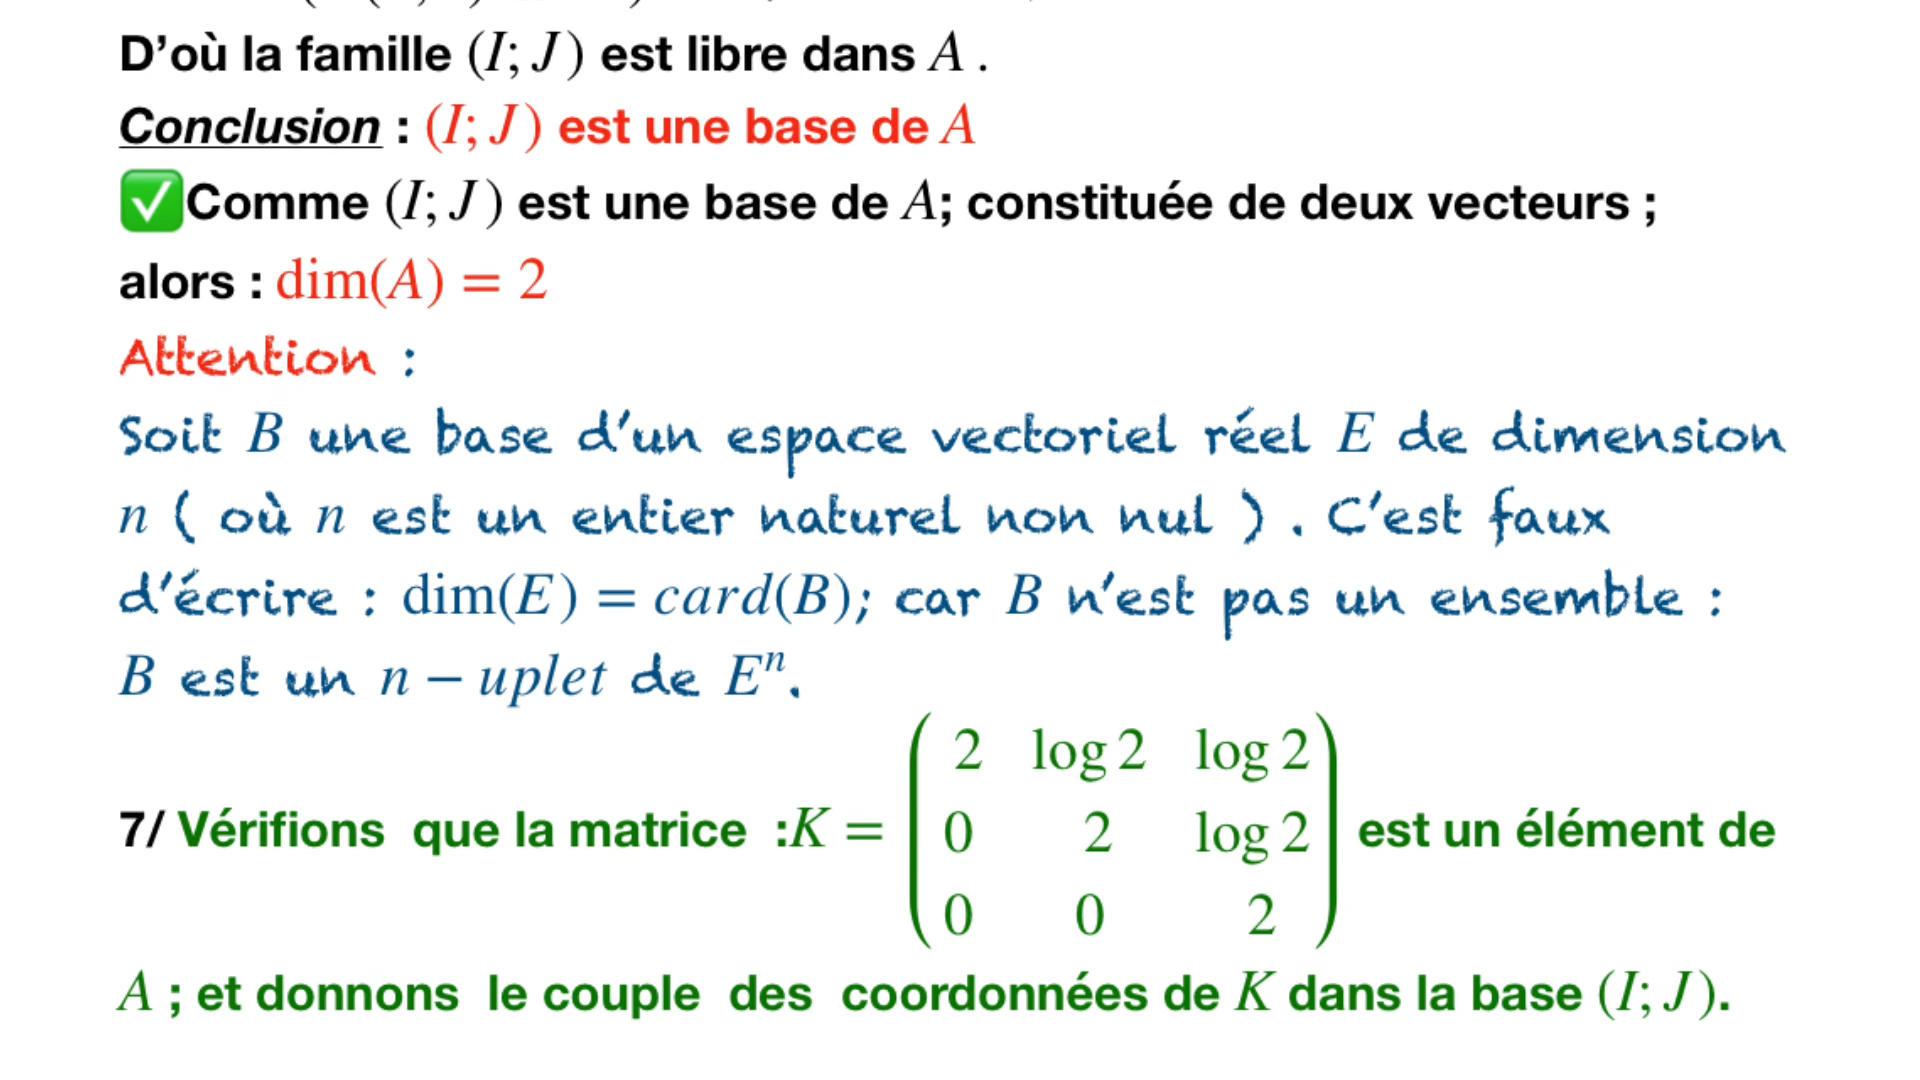 D’où la famille (I; J) est libre dans A .
Conclusion : (I; J) est une base de A
✅Comme (I; J) est une base de A; constituée de deux vecteurs ;
alors : dim(A) = 2
Attention :
Soit B une base d’un espace vectoriel réel E de dimension
n ( où n est un entier naturel non nul ) . C’est faux
d’écrire : dim(E) = card(B); car B n’est pas un ensemble :
B est un n − uplet de Eⁿ.
2 log 2 log 2
7/ Vérifions que la matrice :K = ( 0 2 log 2 ) est un élément de
0 0 2
A ; et donnons le couple des coordonnées de K dans la base (I; J).